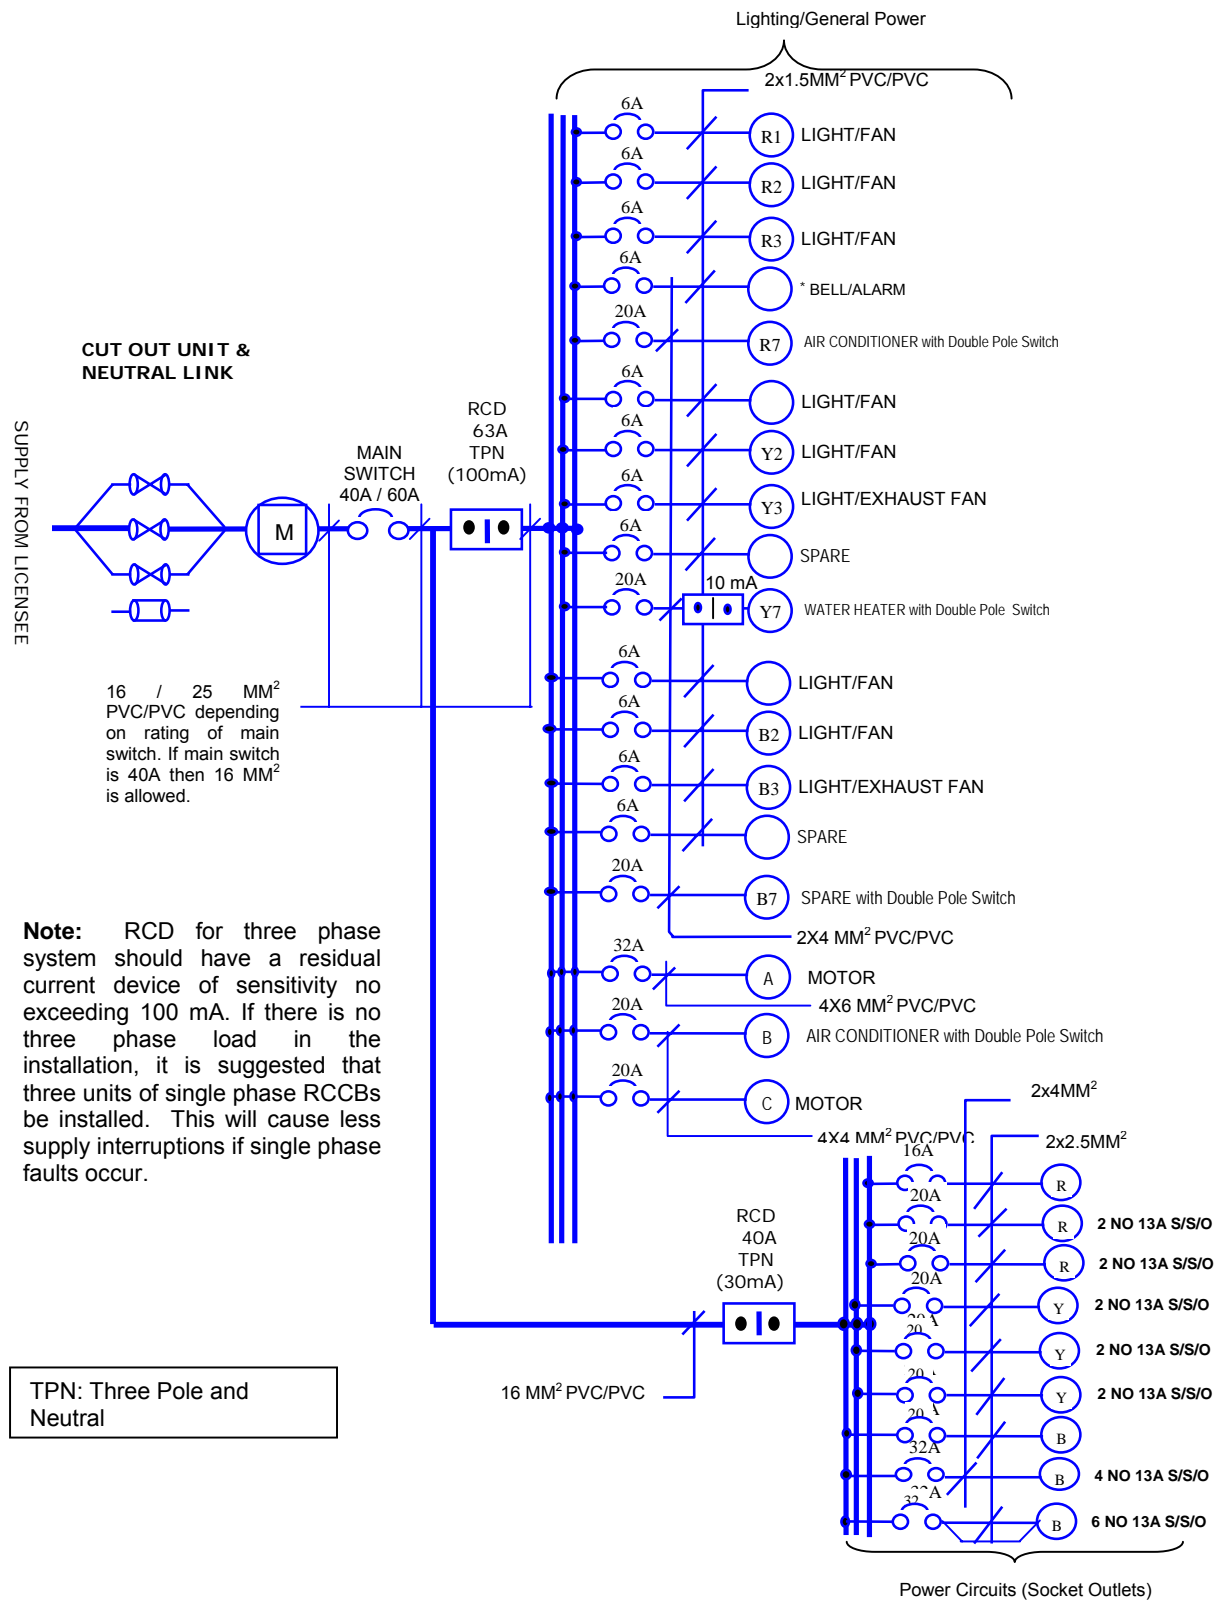 Lighting/General Power
2x1.5MM² PVC/PVC
6A
R1 LIGHT/FAN
6A
R2 LIGHT/FAN
6A
R3 LIGHT/FAN
6A
* BELL/ALARM
20A
R7 AIR CONDITIONER with Double Pole Switch
6A
LIGHT/FAN
6A
Y2 LIGHT/FAN
6A
Y3 LIGHT/EXHAUST FAN
6A
SPARE
20A
10 mA
Y7 WATER HEATER with Double Pole Switch
6A
LIGHT/FAN
6A
B2 LIGHT/FAN
6A
B3 LIGHT/EXHAUST FAN
6A
SPARE
20A
B7 SPARE with Double Pole Switch
2X4 MM² PVC/PVC
32A
A MOTOR
4X6 MM² PVC/PVC
20A
B AIR CONDITIONER with Double Pole Switch
20A
C MOTOR
4X4 MM² PVC/PVC
CUT OUT UNIT &
NEUTRAL LINK
SUPPLY FROM LICENSEE
M
MAIN
SWITCH
40A / 60A
RCD
63A
TPN
(100mA)
16 / 25 MM²
PVC/PVC depending
on rating of main
switch. If main switch
is 40A then 16 MM²
is allowed.
Note: RCD for three phase
system should have a residual
current device of sensitivity no
exceeding 100 mA. If there is no
three phase load in the
installation, it is suggested that
three units of single phase RCCBs
be installed. This will cause less
supply interruptions if single phase
faults occur.
TPN: Three Pole and
Neutral
16 MM² PVC/PVC
RCD
40A
TPN
(30mA)
2x4MM²
2x2.5MM²
16A
R
20A
R 2 NO 13A S/S/O
20A
R 2 NO 13A S/S/O
20A
Y 2 NO 13A S/S/O
20A
Y 2 NO 13A S/S/O
20
Y 2 NO 13A S/S/O
20A
B
32A
B 4 NO 13A S/S/O
32A
B 6 NO 13A S/S/O
Power Circuits (Socket Outlets)